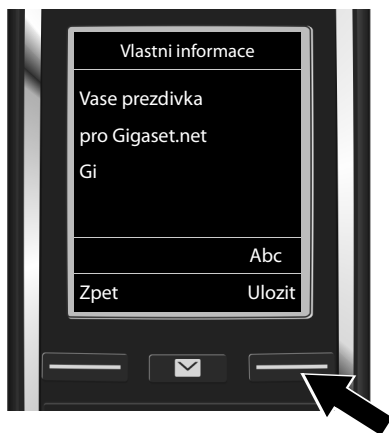 Vlastni informace
Vase prezdivka
pro Gigaset.net
Gi
Abc
Zpet Ulozit